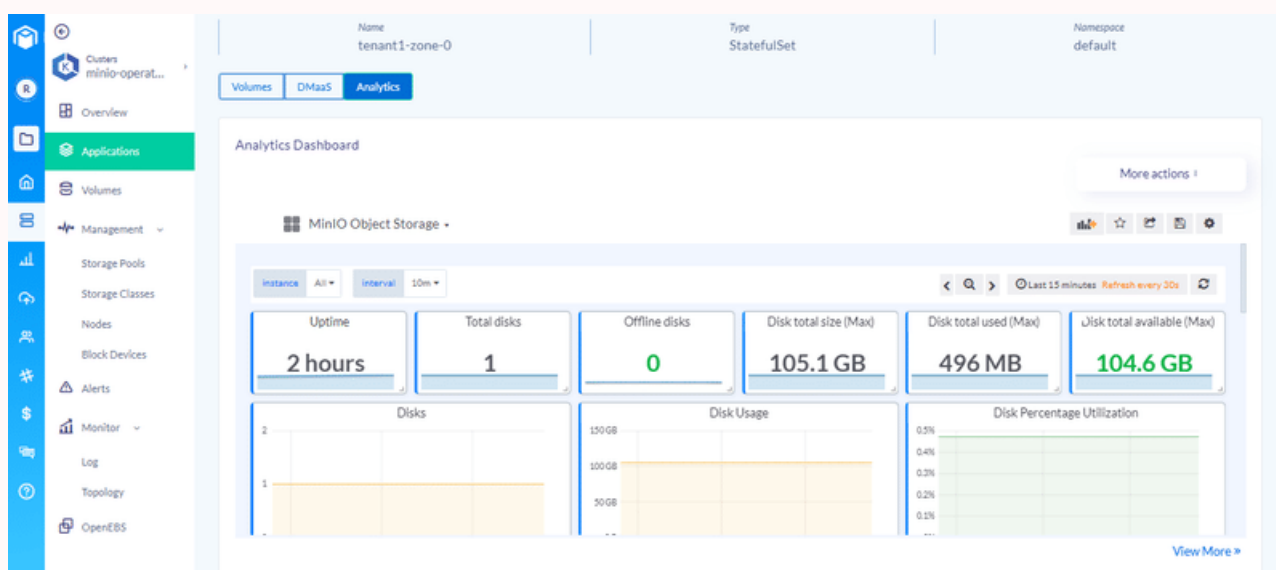 Name
tenant1-zone-0
Type
StatefulSet
Namespace
default
R
Clusters
K
minio-operat...
Overview
Applications
Volumes
Management
Storage Pools
Storage Classes
Nodes
Block Devices
Alerts
Monitor
Log
Topology
OpenEBS
Volumes DMaaS Analytics
Analytics Dashboard
More actions
MinIO Object Storage
instance All interval 10m
Last 15 minutes Refresh every 30s
Uptime
2 hours
Total disks
1
Offline disks
0
Disk total size (Max)
105.1 GB
Disk total used (Max)
496 MB
Disk total available (Max)
104.6 GB
Disks
2
1
Disk Usage
150 GB
100 GB
50 GB
Disk Percentage Utilization
0.5%
0.4%
0.3%
0.2%
0.1%
View More »